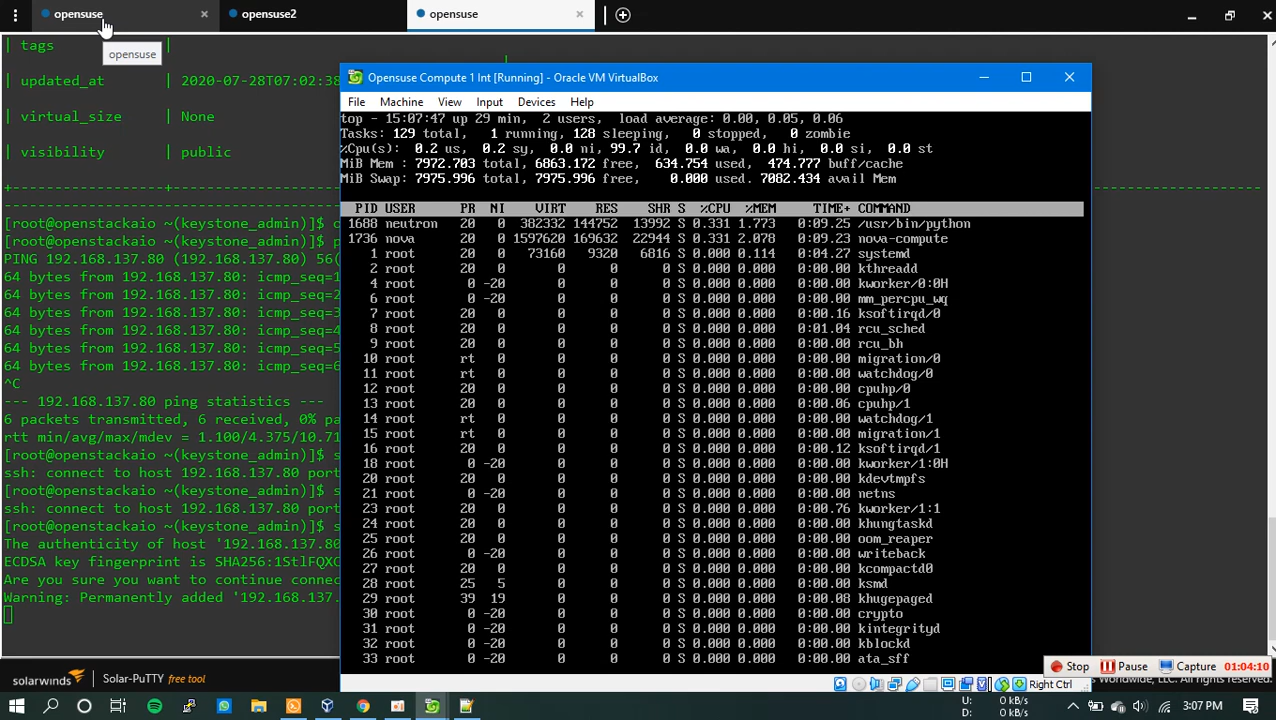 opensuse
opensuse2
opensuse
opensuse
| tags |
| updated_at | 2020-07-28T07:02:38
| virtual_size | None
| visibility | public
[root@openstackaio ~(keystone_admin)]$ c
[root@openstackaio ~(keystone_admin)]$ p
PING 192.168.137.80 (192.168.137.80) 56(
64 bytes from 192.168.137.80: icmp_seq=1
64 bytes from 192.168.137.80: icmp_seq=2
64 bytes from 192.168.137.80: icmp_seq=3
64 bytes from 192.168.137.80: icmp_seq=4
64 bytes from 192.168.137.80: icmp_seq=5
64 bytes from 192.168.137.80: icmp_seq=6
^C
--- 192.168.137.80 ping statistics ---
6 packets transmitted, 6 received, 0% pa
rtt min/avg/max/mdev = 1.100/4.375/10.71
[root@openstackaio ~(keystone_admin)]$ s
ssh: connect to host 192.168.137.80 port
[root@openstackaio ~(keystone_admin)]$ s
ssh: connect to host 192.168.137.80 port
[root@openstackaio ~(keystone_admin)]$ s
The authenticity of host '192.168.137.80
ECDSA key fingerprint is SHA256:1StlFQXC
Are you sure you want to continue connec
Warning: Permanently added '192.168.137.
Opensuse Compute 1 Int [Running] - Oracle VM VirtualBox
File Machine View Input Devices Help
top - 15:07:47 up 29 min, 2 users, load average: 0.00, 0.05, 0.06
Tasks: 129 total, 1 running, 128 sleeping, 0 stopped, 0 zombie
%Cpu(s): 0.2 us, 0.2 sy, 0.0 ni, 99.7 id, 0.0 wa, 0.0 hi, 0.0 si, 0.0 st
MiB Mem : 7972.703 total, 6863.172 free, 634.754 used, 474.777 buff/cache
MiB Swap: 7975.996 total, 7975.996 free, 0.000 used. 7082.434 avail Mem
PID USER PR NI VIRT RES SHR S %CPU %MEM TIME+ COMMAND
1688 neutron 20 0 382332 144752 13992 S 0.331 1.773 0:09.25 /usr/bin/python
1736 nova 20 0 1597620 169632 22944 S 0.331 2.078 0:09.23 nova-compute
1 root 20 0 73160 9320 6816 S 0.000 0.114 0:04.27 systemd
2 root 20 0 0 0 0 S 0.000 0.000 0:00.00 kthreadd
4 root 0 -20 0 0 0 S 0.000 0.000 0:00.00 kworker/0:0H
6 root 0 -20 0 0 0 S 0.000 0.000 0:00.00 mm_percpu_wq
7 root 20 0 0 0 0 S 0.000 0.000 0:00.16 ksoftirqd/0
8 root 20 0 0 0 0 S 0.000 0.000 0:01.04 rcu_sched
9 root 20 0 0 0 0 S 0.000 0.000 0:00.00 rcu_bh
10 root rt 0 0 0 0 S 0.000 0.000 0:00.00 migration/0
11 root rt 0 0 0 0 S 0.000 0.000 0:00.00 watchdog/0
12 root 20 0 0 0 0 S 0.000 0.000 0:00.00 cpuhp/0
13 root 20 0 0 0 0 S 0.000 0.000 0:00.06 cpuhp/1
14 root rt 0 0 0 0 S 0.000 0.000 0:00.00 watchdog/1
15 root rt 0 0 0 0 S 0.000 0.000 0:00.00 migration/1
16 root 20 0 0 0 0 S 0.000 0.000 0:00.12 ksoftirqd/1
18 root 0 -20 0 0 0 S 0.000 0.000 0:00.00 kworker/1:0H
20 root 20 0 0 0 0 S 0.000 0.000 0:00.00 kdevtmpfs
21 root 0 -20 0 0 0 S 0.000 0.000 0:00.00 netns
23 root 20 0 0 0 0 S 0.000 0.000 0:00.76 kworker/1:1
24 root 20 0 0 0 0 S 0.000 0.000 0:00.00 khungtaskd
25 root 20 0 0 0 0 S 0.000 0.000 0:00.00 oom_reaper
26 root 0 -20 0 0 0 S 0.000 0.000 0:00.00 writeback
27 root 20 0 0 0 0 S 0.000 0.000 0:00.00 kcompactd0
28 root 25 5 0 0 0 S 0.000 0.000 0:00.00 ksmd
29 root 39 19 0 0 0 S 0.000 0.000 0:00.08 khugepaged
30 root 0 -20 0 0 0 S 0.000 0.000 0:00.00 crypto
31 root 0 -20 0 0 0 S 0.000 0.000 0:00.00 kintegrityd
32 root 0 -20 0 0 0 S 0.000 0.000 0:00.00 kblockd
33 root 0 -20 0 0 0 S 0.000 0.000 0:00.00 ata_sff
Right Ctrl
Stop Pause Capture 01:04:10
solarwinds Solar-PuTTY free tool
s Worldwide, LLC. All rights reserved.
U: 0 kB/s
D: 0 kB/s
3:07 PM